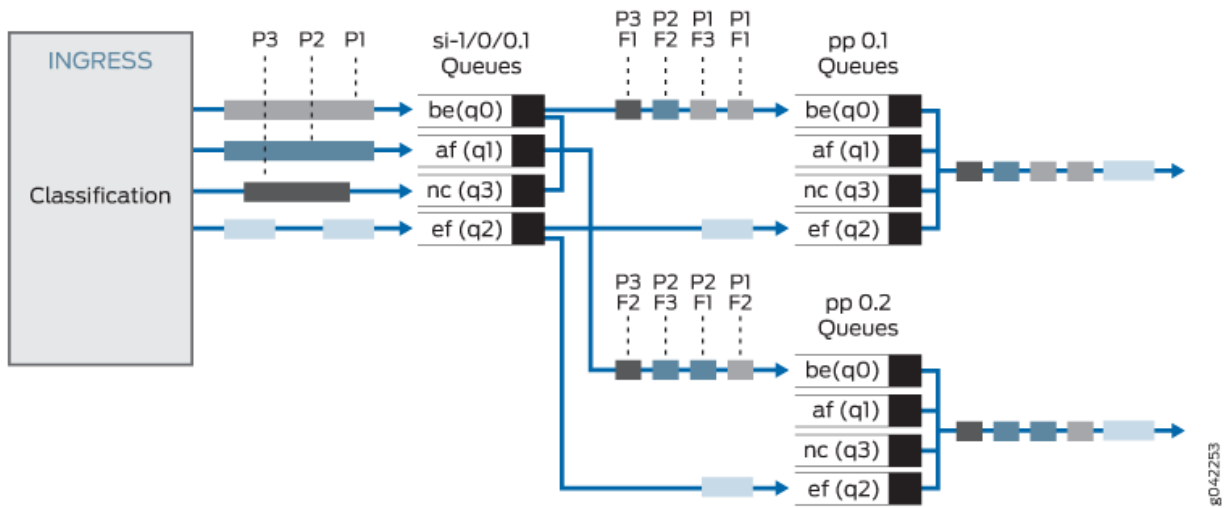 INGRESS
Classification
P3 P2 P1
si-1/0/0.1
Queues
be(q0)
af (q1)
nc (q3)
ef (q2)
P3 P2 P1 P1
F1 F2 F3 F1
pp 0.1
Queues
be(q0)
af (q1)
nc (q3)
ef (q2)
P3 P2 P2 P1
F2 F3 F1 F2
pp 0.2
Queues
be(q0)
af (q1)
nc (q3)
ef (q2)
g042253